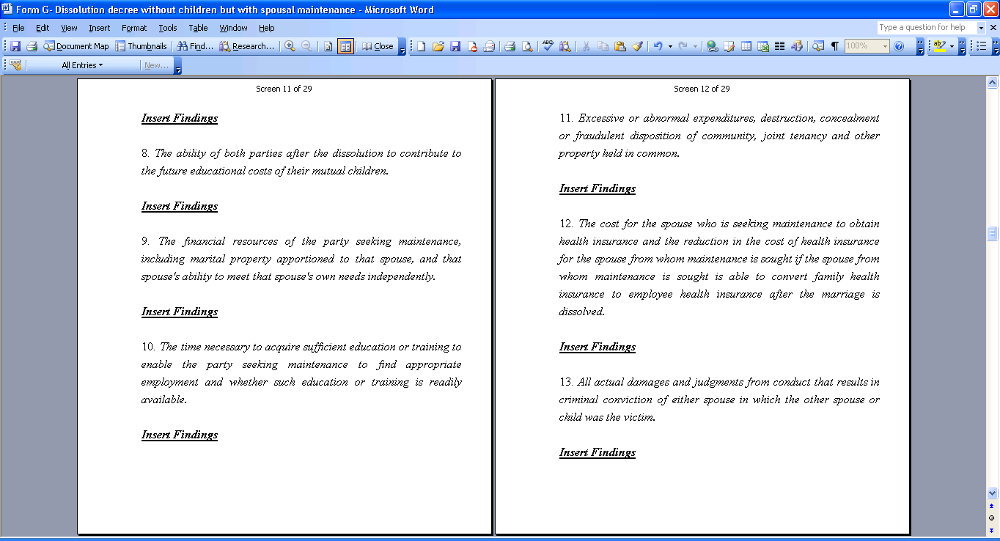 Form G- Dissolution decree without children but with spousal maintenance - Microsoft Word
File Edit View Insert Format Tools Table Window Help
Type a question for help
Document Map Thumbnails Find... Research... Close 100%
All Entries New...
Screen 11 of 29
Insert Findings
8. The ability of both parties after the dissolution to contribute to
the future educational costs of their mutual children.
Insert Findings
9. The financial resources of the party seeking maintenance,
including marital property apportioned to that spouse, and that
spouse's ability to meet that spouse's own needs independently.
Insert Findings
10. The time necessary to acquire sufficient education or training to
enable the party seeking maintenance to find appropriate
employment and whether such education or training is readily
available.
Insert Findings
Screen 12 of 29
11. Excessive or abnormal expenditures, destruction, concealment
or fraudulent disposition of community, joint tenancy and other
property held in common.
Insert Findings
12. The cost for the spouse who is seeking maintenance to obtain
health insurance and the reduction in the cost of health insurance
for the spouse from whom maintenance is sought if the spouse from
whom maintenance is sought is able to convert family health
insurance to employee health insurance after the marriage is
dissolved.
Insert Findings
13. All actual damages and judgments from conduct that results in
criminal conviction of either spouse in which the other spouse or
child was the victim.
Insert Findings